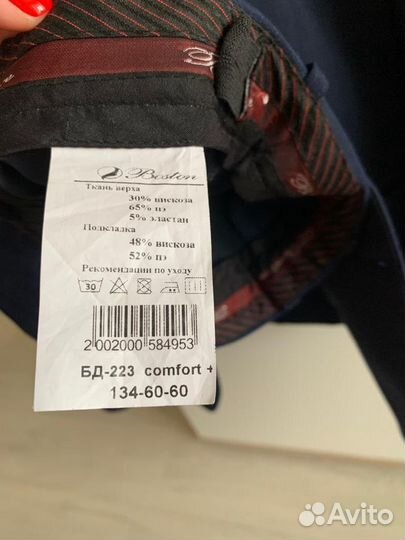 Boston
Ткань верха
30% вискоза
65% пэ
5% эластан
Подкладка
48% вискоза
52% пэ
Рекомендации по уходу
30
2 002000 584953
БД-223 comfort +
134-60-60
Avito